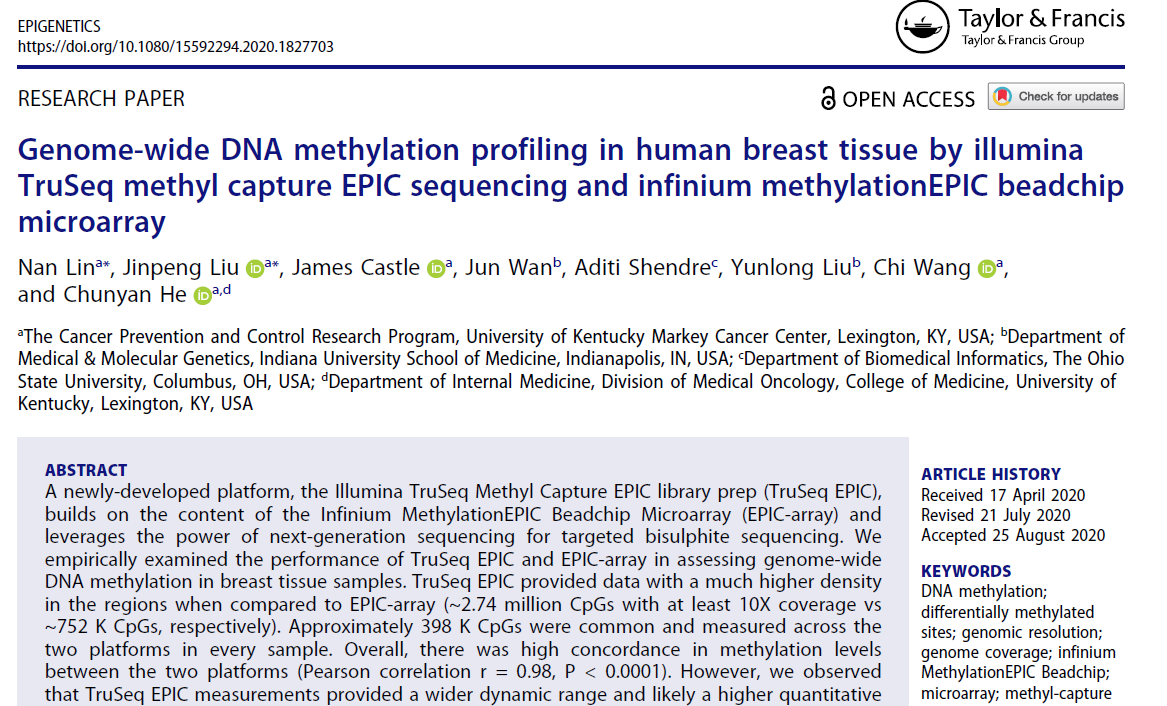 EPIGENETICS
https://doi.org/10.1080/15592294.2020.1827703
Taylor & Francis
Taylor & Francis Group
RESEARCH PAPER
OPEN ACCESS
Check for updates
Genome-wide DNA methylation profiling in human breast tissue by illumina
TruSeq methyl capture EPIC sequencing and infinium methylationEPIC beadchip
microarray
Nan Linᵃ*, Jinpeng Liu iDᵃ*, James Castle iDᵃ, Jun Wanᵇ, Aditi Shendreᶜ, Yunlong Liuᵇ, Chi Wang iDᵃ,
and Chunyan He iDᵃ,ᵈ
ᵃThe Cancer Prevention and Control Research Program, University of Kentucky Markey Cancer Center, Lexington, KY, USA; ᵇDepartment of
Medical & Molecular Genetics, Indiana University School of Medicine, Indianapolis, IN, USA; ᶜDepartment of Biomedical Informatics, The Ohio
State University, Columbus, OH, USA; ᵈDepartment of Internal Medicine, Division of Medical Oncology, College of Medicine, University of
Kentucky, Lexington, KY, USA
ABSTRACT
A newly-developed platform, the Illumina TruSeq Methyl Capture EPIC library prep (TruSeq EPIC),
builds on the content of the Infinium MethylationEPIC Beadchip Microarray (EPIC-array) and
leverages the power of next-generation sequencing for targeted bisulphite sequencing. We
empirically examined the performance of TruSeq EPIC and EPIC-array in assessing genome-wide
DNA methylation in breast tissue samples. TruSeq EPIC provided data with a much higher density
in the regions when compared to EPIC-array (~2.74 million CpGs with at least 10X coverage vs
~752 K CpGs, respectively). Approximately 398 K CpGs were common and measured across the
two platforms in every sample. Overall, there was high concordance in methylation levels
between the two platforms (Pearson correlation r = 0.98, P < 0.0001). However, we observed
that TruSeq EPIC measurements provided a wider dynamic range and likely a higher quantitative
ARTICLE HISTORY
Received 17 April 2020
Revised 21 July 2020
Accepted 25 August 2020
KEYWORDS
DNA methylation;
differentially methylated
sites; genomic resolution;
genome coverage; infinium
MethylationEPIC Beadchip;
microarray; methyl-capture